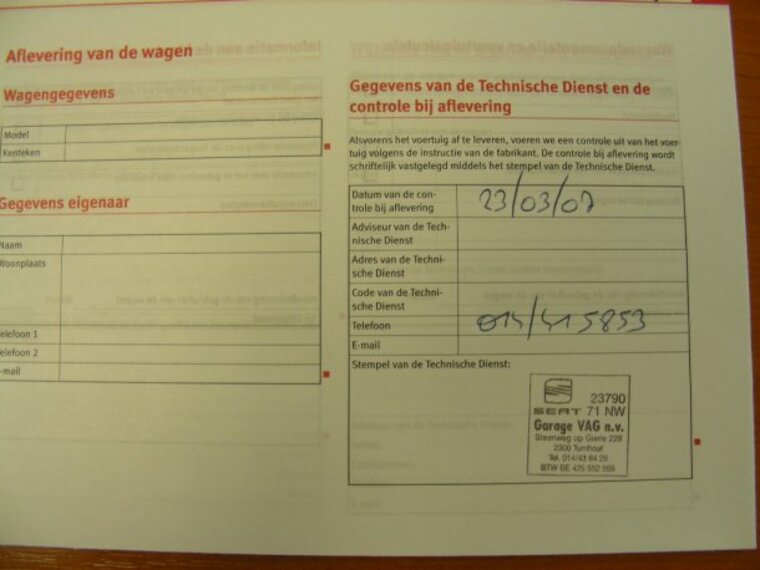 Aflevering van de wagen
Wagengegevens
Model
Kenteken
Gegevens eigenaar
Naam
Woonplaats
Telefoon 1
Telefoon 2
E-mail
Gegevens van de Technische Dienst en de
controle bij aflevering
Alvorens het voertuig af te leveren, voeren we een controle uit van het voer-
tuig volgens de instructie van de fabrikant. De controle bij aflevering wordt
schriftelijk vastgelegd middels het stempel van de Technische Dienst.
Datum van de con-
trole bij aflevering
23/03/07
Adviseur van de Tech-
nische Dienst
Adres van de Techni-
sche Dienst
Code van de Techni-
sche Dienst
Telefoon
014/415853
E-mail
Stempel van de Technische Dienst:
23790
SEAT 71 NW
Garage VAG n.v.
Steenweg op Gierle 228
2300 Turnhout
Tel. 014/43 84 29
BTW BE 425 552 559